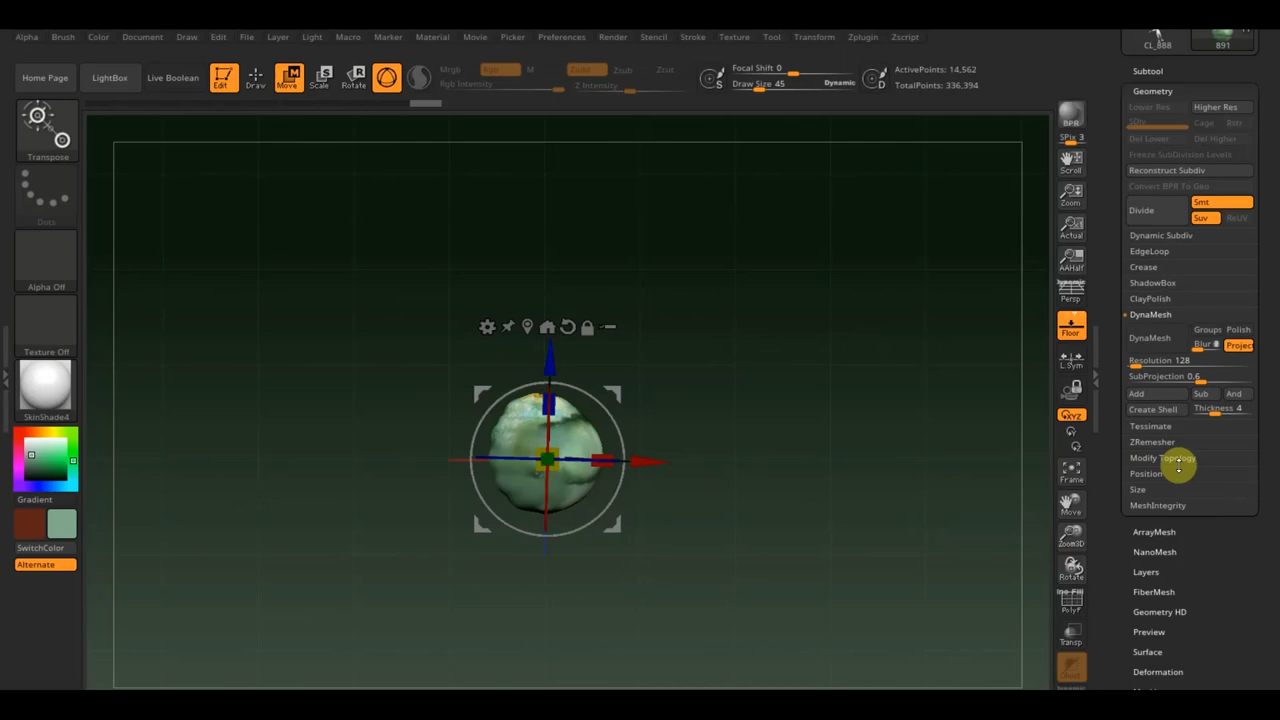 Alpha Brush Color Document Draw Edit File Layer Light Macro Marker Material Movie Picker Preferences Render Stencil Stroke Texture Tool Transform Zplugin Zscript
CL_888 891
Home Page LightBox Live Boolean Edit Draw Move Scale Rotate
M S R
Mrgb Rgb M
Rgb Intensity
Zadd Zsub Zcut
Z Intensity
S
Focal Shift 0
Draw Size 45 Dynamic
D
ActivePoints: 14,562
TotalPoints: 336,394
Transpose
Dots
Alpha Off
Texture Off
SkinShade4
Gradient
SwitchColor
Alternate
BPR
SPix 3
Scroll
Zoom
Actual
AAHalf
Dynamic
Persp
Floor
L.Sym
XYZ
Frame
Move
Zoom3D
Rotate
PolyF
Transp
Subtool
Geometry
Lower Res Higher Res
SDiv Cage Rstr
Del Lower Del Higher
Freeze SubDivision Levels
Reconstruct Subdiv
Convert BPR To Geo
Divide Smt
Suv ReUV
Dynamic Subdiv
EdgeLoop
Crease
ShadowBox
ClayPolish
DynaMesh
DynaMesh Groups Polish
Blur Project
Resolution 128
SubProjection 0.6
Add Sub And
Create Shell Thickness 4
Tessimate
ZRemesher
Modify Topology
Position
Size
MeshIntegrity
ArrayMesh
NanoMesh
Layers
FiberMesh
Geometry HD
Preview
Surface
Deformation